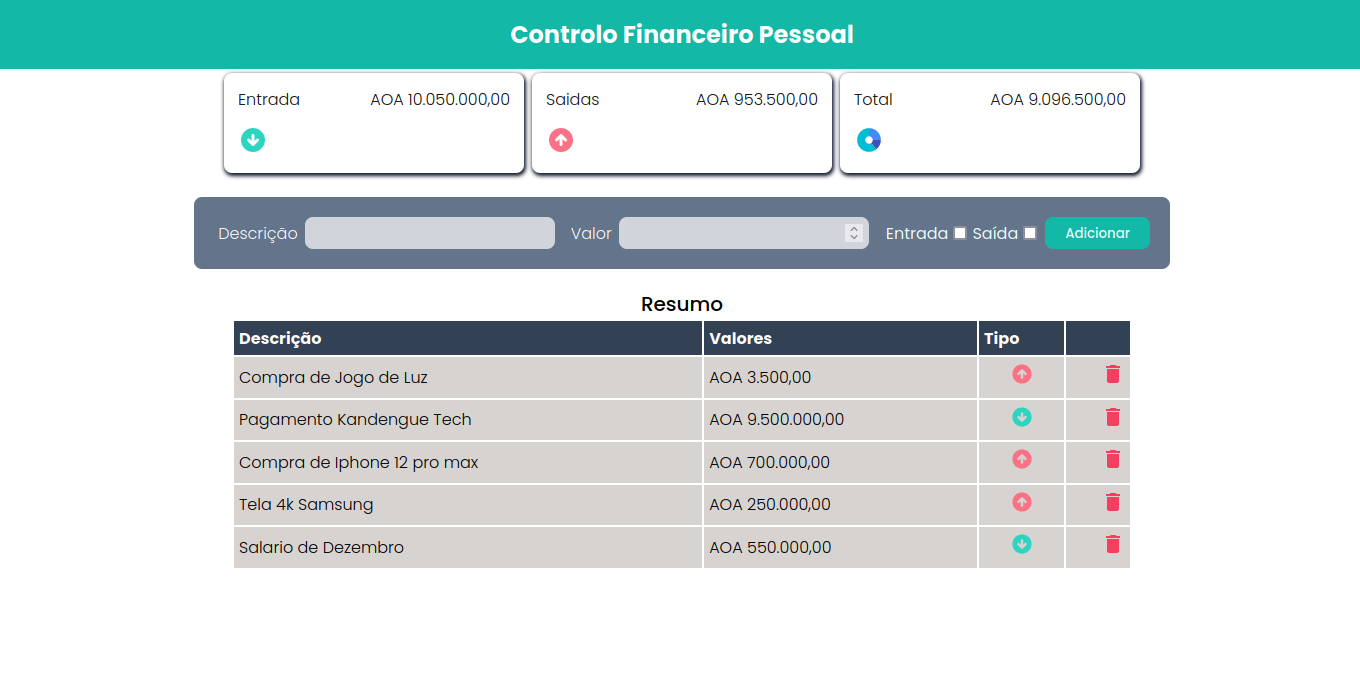 Controlo Financeiro Pessoal
Entrada AOA 10.050.000,00
Saidas AOA 953.500,00
Total AOA 9.096.500,00
Descrição Valor Entrada Saída Adicionar
Resumo
Descrição Valores Tipo
Compra de Jogo de Luz AOA 3.500,00
Pagamento Kandengue Tech AOA 9.500.000,00
Compra de Iphone 12 pro max AOA 700.000,00
Tela 4k Samsung AOA 250.000,00
Salario de Dezembro AOA 550.000,00